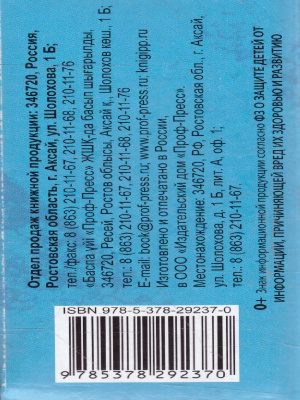 Отдел продаж книжной продукции: 346720, Россия,
Ростовская область, г. Аксай, ул. Шолохова, 1 Б;
тел./факс: 8 (863) 210-11-67, 210-11-68, 210-11-76
«Баспа үйі «Проф-Пресс» ЖШҚ-да басып шығарылды.
346720, Ресей, Ростов облысы, Аксай қ., Шолохов көш., 1 Б;
тел.: 8 (863) 210-11-67, 210-11-68, 210-11-76
E-mail: book@prof-press.ru; www.prof-press.ru; knigipp.ru
Изготовлено и отпечатано в России,
в ООО «Издательский дом «Проф-Пресс».
Местонахождение: 346720, РФ, Ростовская обл., г. Аксай,
ул. Шолохова, д. 1 Б, лит. А, оф. 1;
тел.: 8 (863) 210-11-67.
0+ Знак информационной продукции согласно ФЗ О ЗАЩИТЕ ДЕТЕЙ ОТ
ИНФОРМАЦИИ, ПРИЧИНЯЮЩЕЙ ВРЕД ИХ ЗДОРОВЬЮ И РАЗВИТИЮ
ISBN 978-5-378-29237-0
9 785378 292370